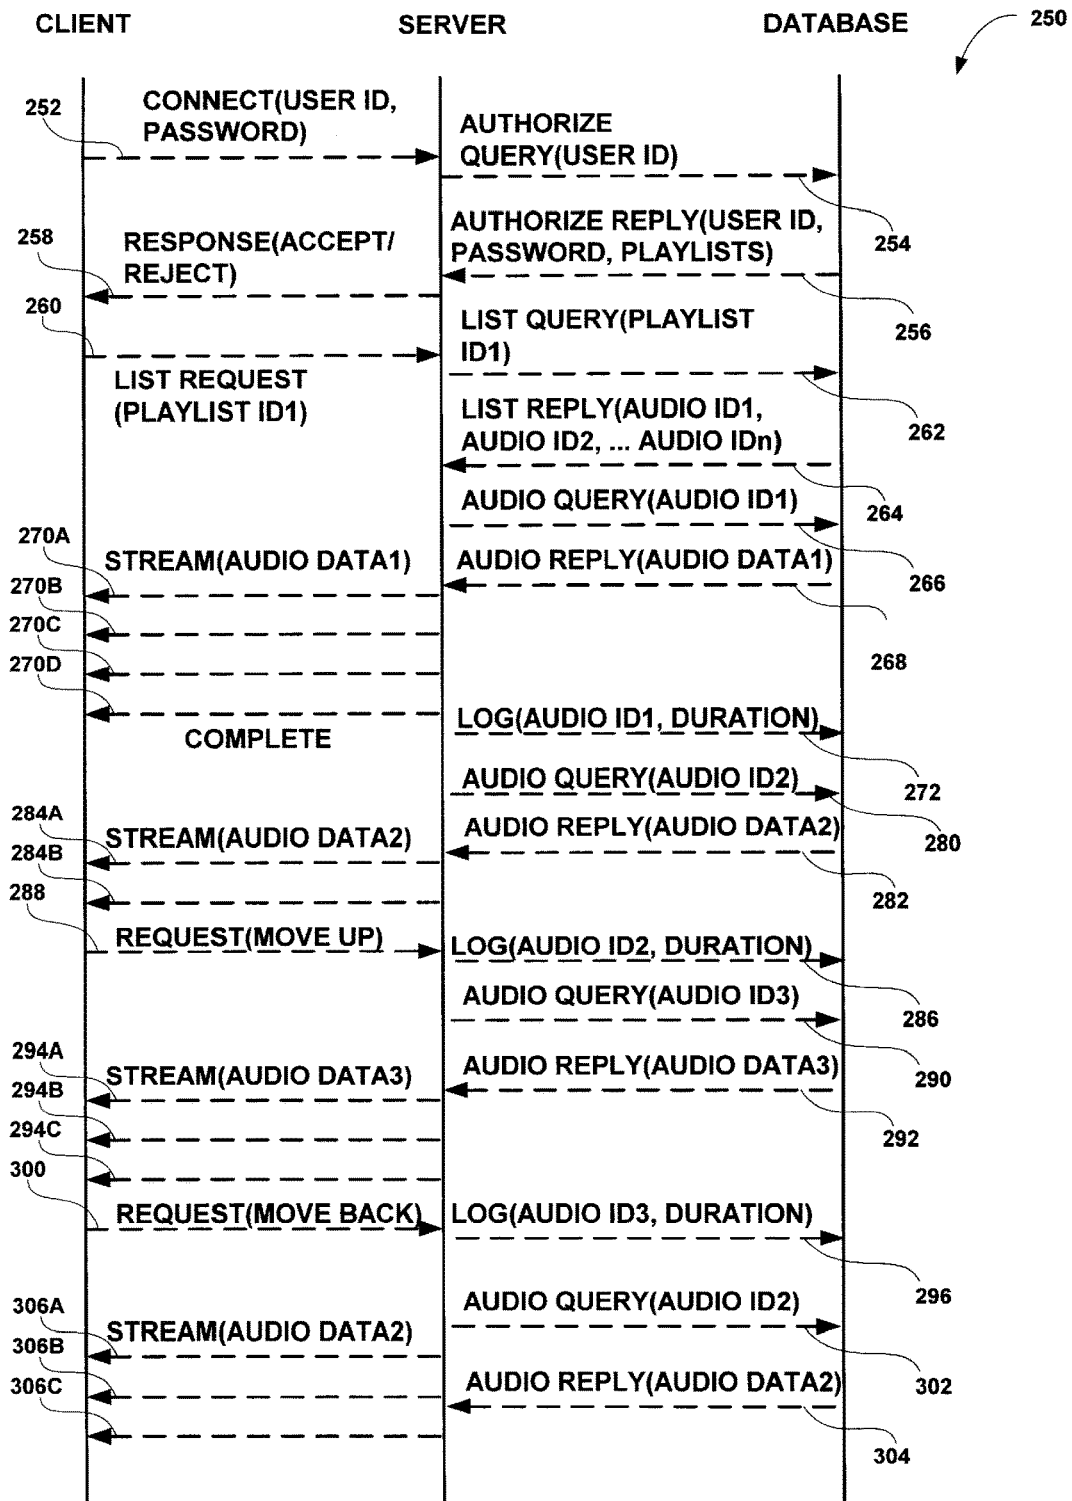 CLIENT
SERVER
DATABASE
250
252
CONNECT(USER ID,
PASSWORD)
AUTHORIZE
QUERY(USER ID)
254
258
RESPONSE(ACCEPT/
REJECT)
AUTHORIZE REPLY(USER ID,
PASSWORD, PLAYLISTS)
256
260
LIST REQUEST
(PLAYLIST ID1)
LIST QUERY(PLAYLIST
ID1)
262
LIST REPLY(AUDIO ID1,
AUDIO ID2, ... AUDIO IDn)
264
AUDIO QUERY(AUDIO ID1)
266
270A
STREAM(AUDIO DATA1)
AUDIO REPLY(AUDIO DATA1)
268
270B
270C
270D
COMPLETE
LOG(AUDIO ID1, DURATION)
272
AUDIO QUERY(AUDIO ID2)
280
284A
STREAM(AUDIO DATA2)
AUDIO REPLY(AUDIO DATA2)
282
284B
288
REQUEST(MOVE UP)
LOG(AUDIO ID2, DURATION)
286
AUDIO QUERY(AUDIO ID3)
290
294A
STREAM(AUDIO DATA3)
AUDIO REPLY(AUDIO DATA3)
292
294B
294C
300
REQUEST(MOVE BACK)
LOG(AUDIO ID3, DURATION)
296
AUDIO QUERY(AUDIO ID2)
302
306A
STREAM(AUDIO DATA2)
306B
306C
AUDIO REPLY(AUDIO DATA2)
304